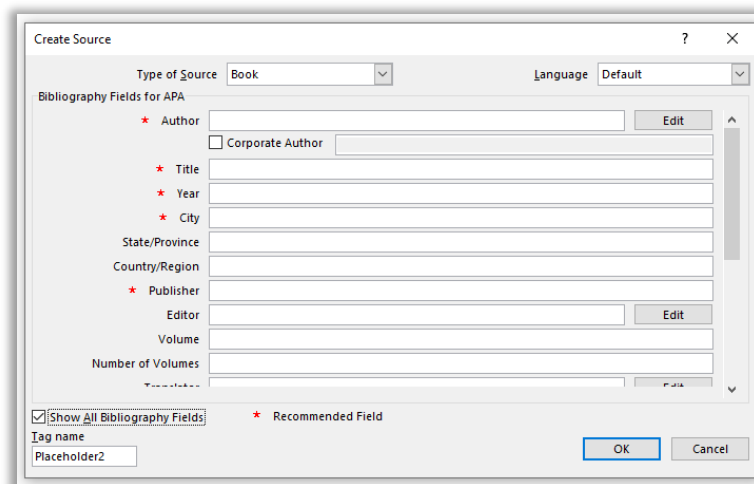 Create Source ? ×
Type of Source Book Language Default
Bibliography Fields for APA
* Author Edit
Corporate Author
* Title
* Year
* City
State/Province
Country/Region
* Publisher
Editor Edit
Volume
Number of Volumes
Translator Edit
Show All Bibliography Fields * Recommended Field
Tag name
Placeholder2 OK Cancel